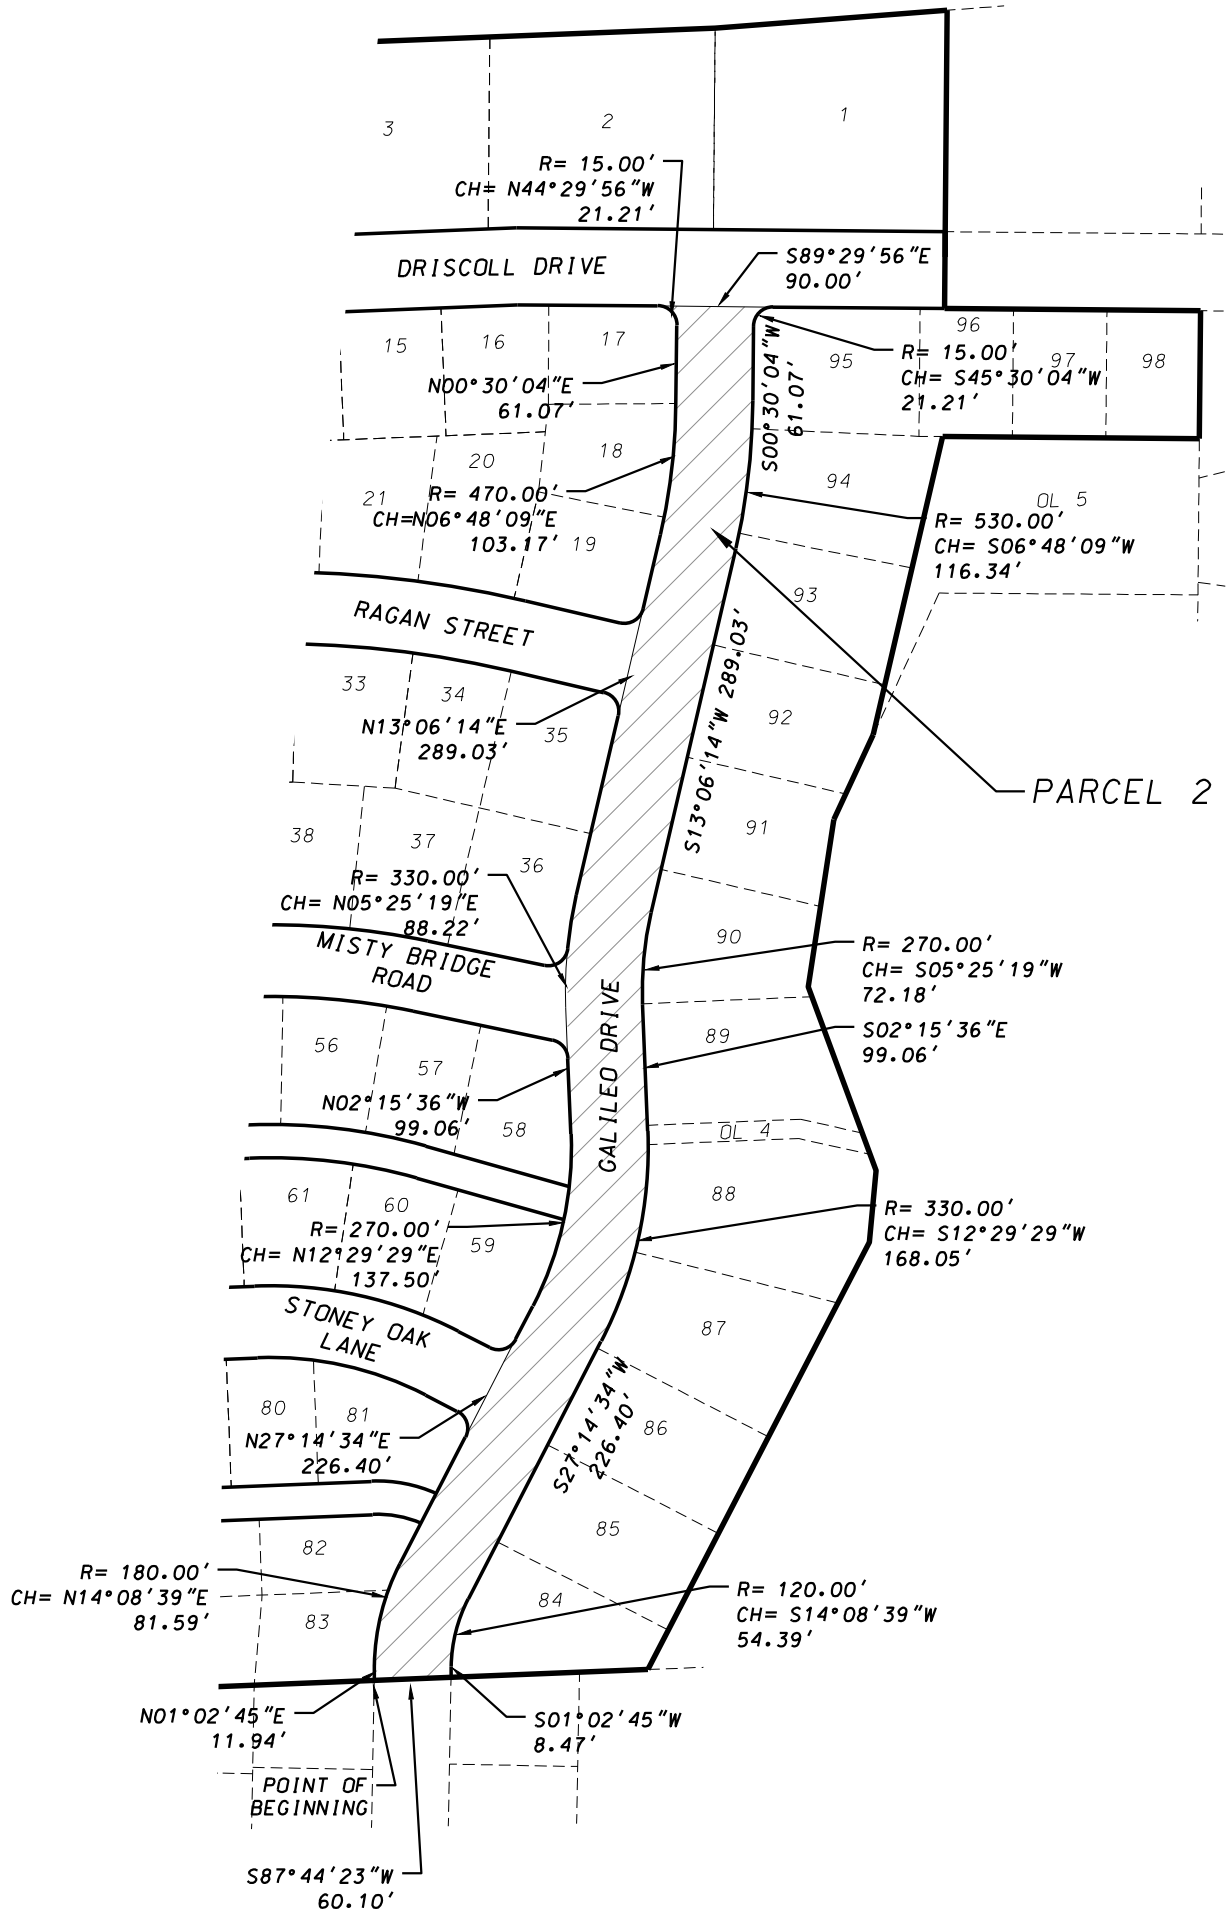 3
2
1
R= 15.00'
CH= N44°29'56"W
21.21'
DRISCOLL DRIVE
S89°29'56"E
90.00'
15
16
17
N00°30'04"E
61.07'
S00°30'04"W
61.07'
95
96
97
98
R= 15.00'
CH= S45°30'04"W
21.21'
18
20
21
R= 470.00'
CH=N06°48'09"E
103.17'
19
94
OL 5
R= 530.00'
CH= S06°48'09"W
116.34'
93
RAGAN STREET
33
34
35
N13°06'14"E
289.03'
S13°06'14"W 289.03'
92
PARCEL 2
91
38
37
36
R= 330.00'
CH= N05°25'19"E
88.22'
MISTY BRIDGE
ROAD
90
R= 270.00'
CH= S05°25'19"W
72.18'
GALILEO DRIVE
89
S02°15'36"E
99.06'
56
57
58
N02°15'36"W
99.06'
OL 4
61
60
59
R= 270.00'
CH= N12°29'29"E
137.50'
88
R= 330.00'
CH= S12°29'29"W
168.05'
STONEY OAK
LANE
87
80
81
N27°14'34"E
226.40'
S27°14'34"W
226.40'
86
85
82
R= 180.00'
CH= N14°08'39"E
81.59'
83
84
R= 120.00'
CH= S14°08'39"W
54.39'
N01°02'45"E
11.94'
S01°02'45"W
8.47'
POINT OF
BEGINNING
S87°44'23"W
60.10'